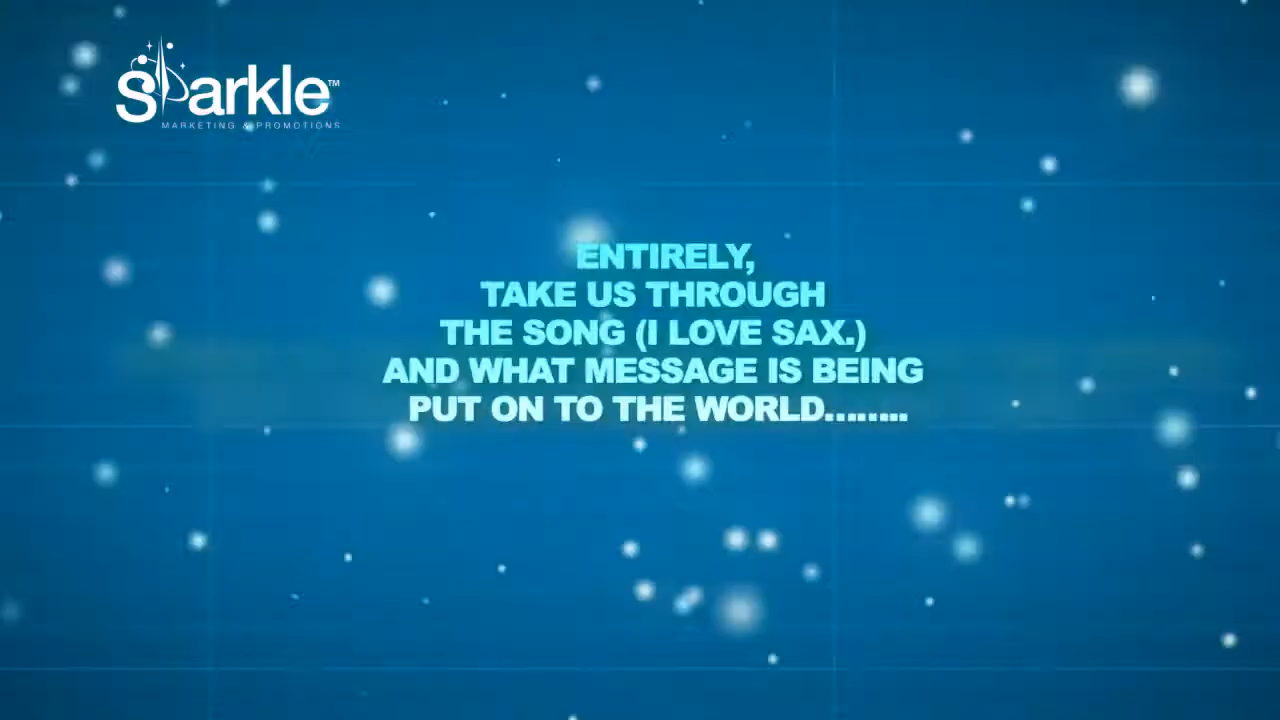 Sparkle™
MARKETING & PROMOTIONS
ENTIRELY,
TAKE US THROUGH
THE SONG (I LOVE SAX.)
AND WHAT MESSAGE IS BEING
PUT ON TO THE WORLD........